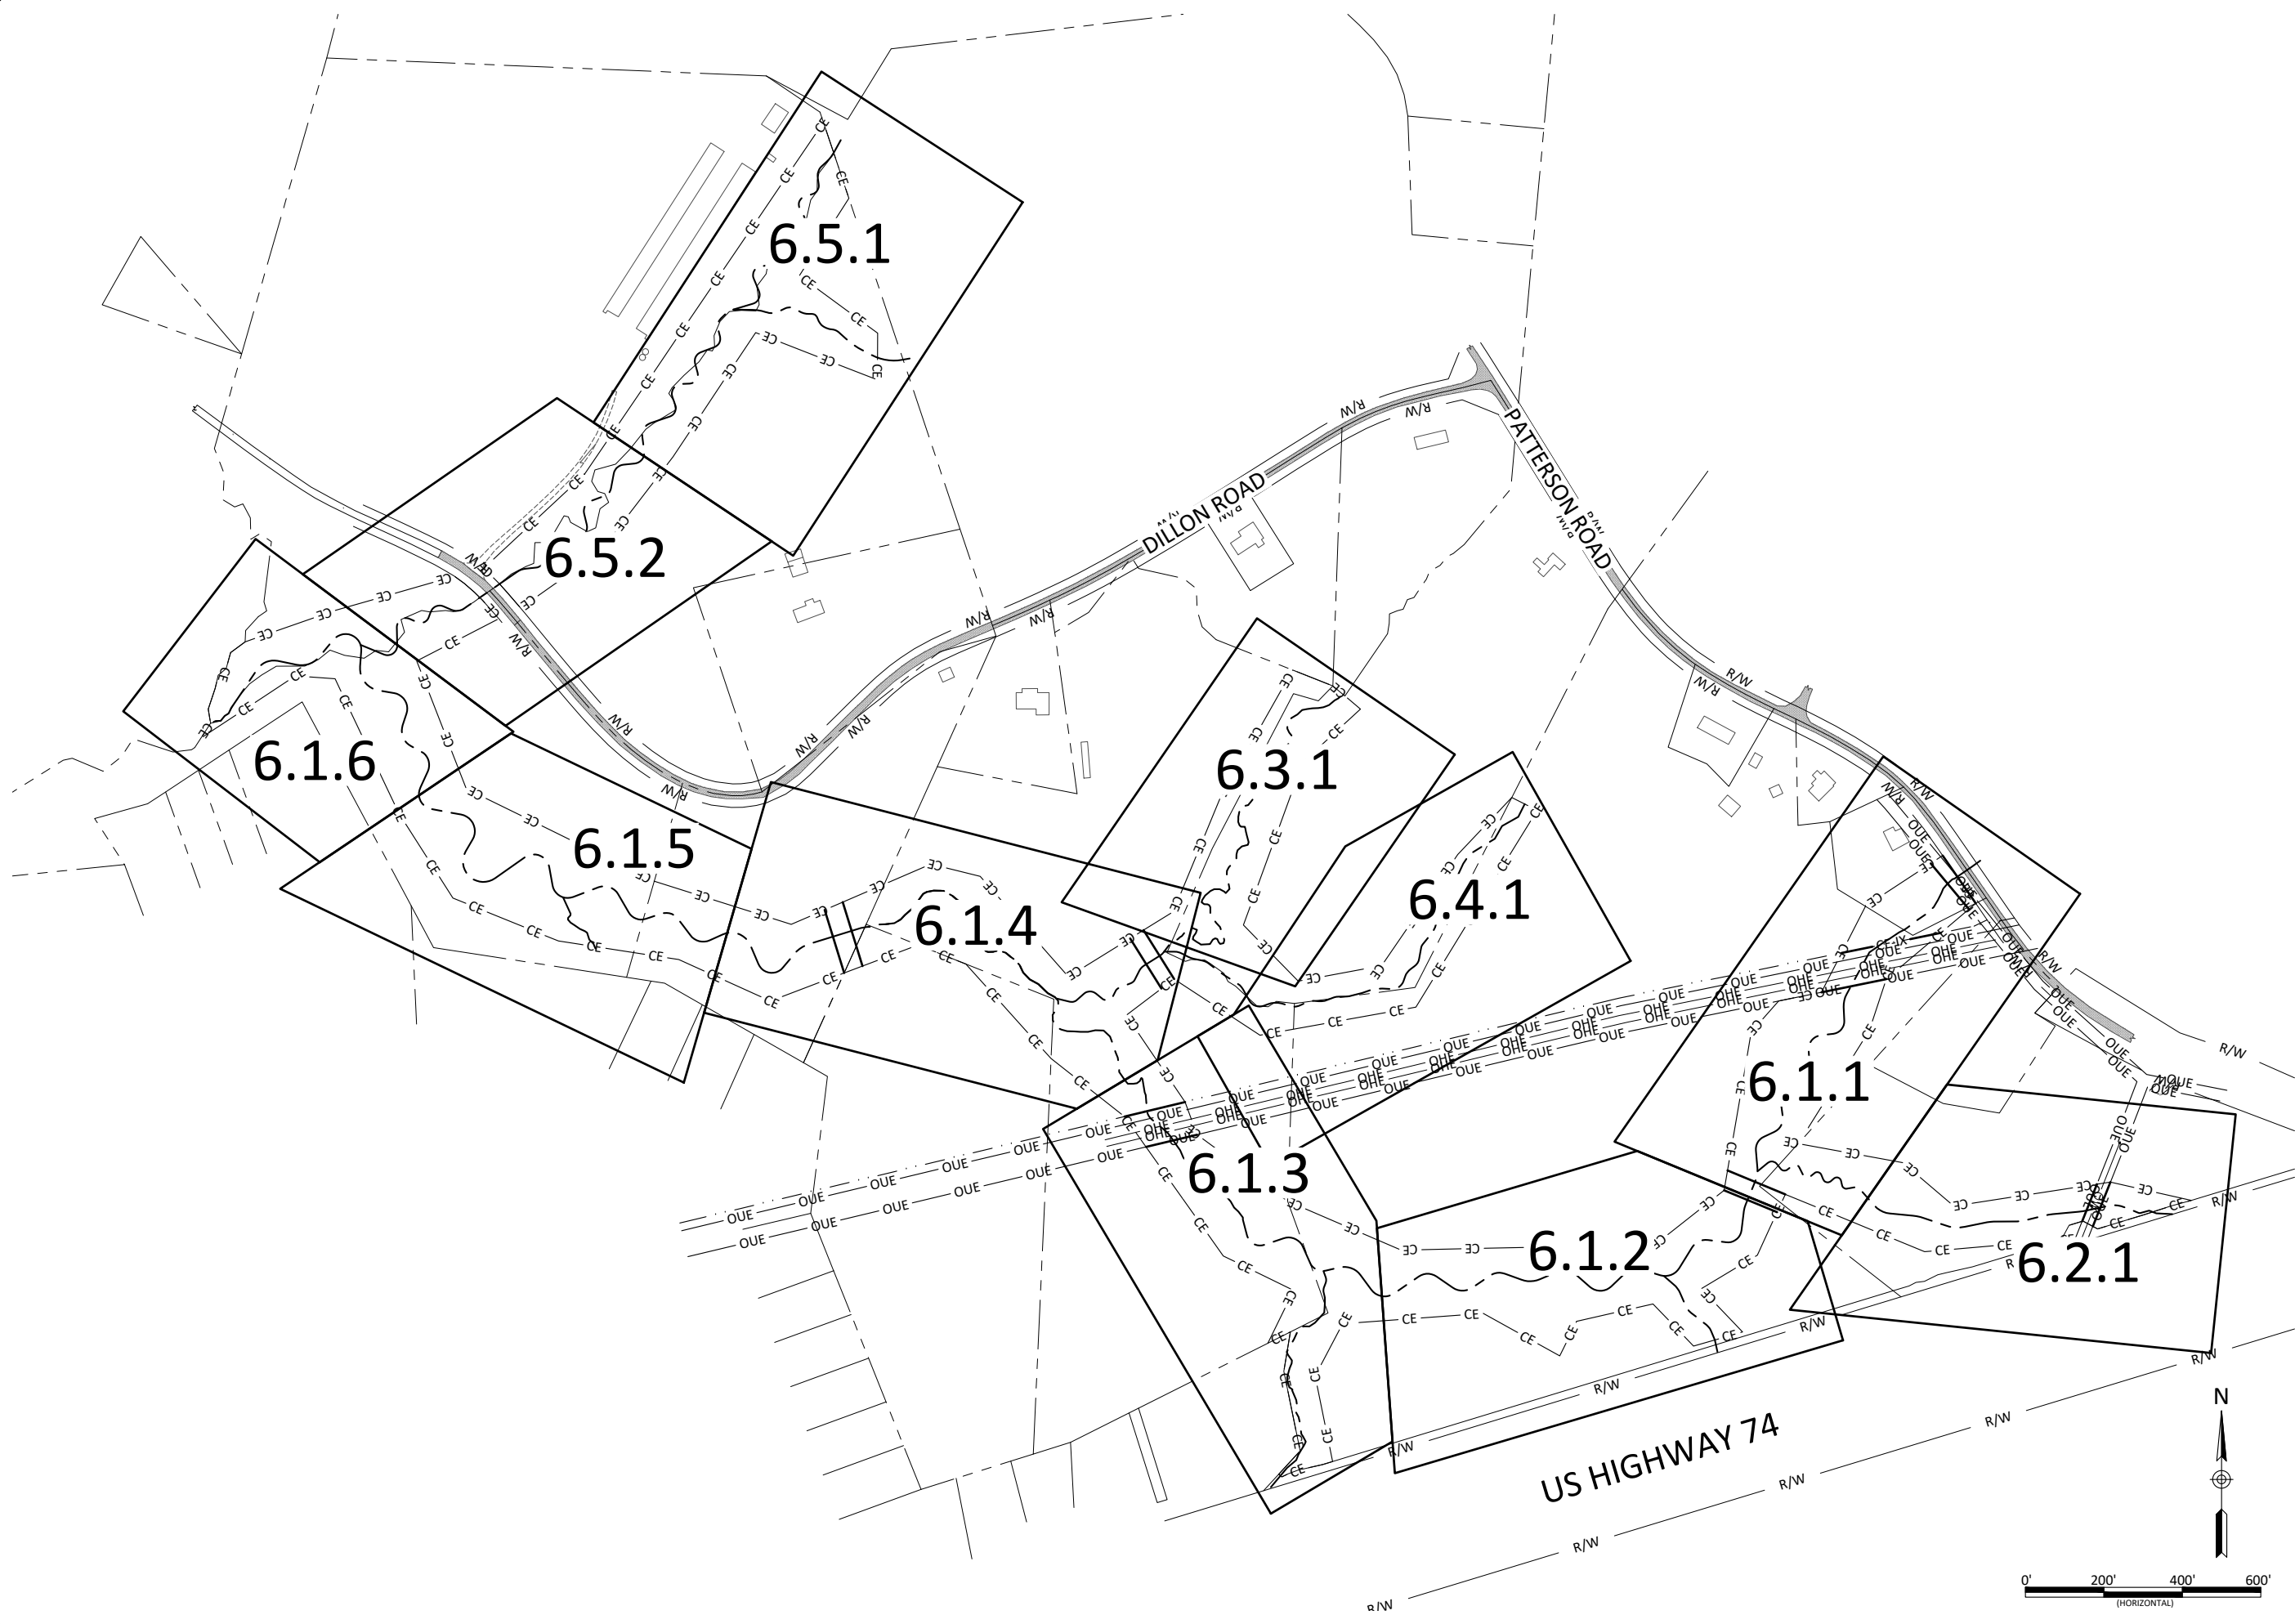 6.5.1
6.5.2
6.1.6
6.1.5
6.1.4
6.3.1
6.4.1
6.1.1
6.1.3
6.1.2
6.2.1
DILLON ROAD
PATTERSON ROAD
US HIGHWAY 74
CE
R/W
OUE
OHE
N
0' 200' 400' 600'
(HORIZONTAL)